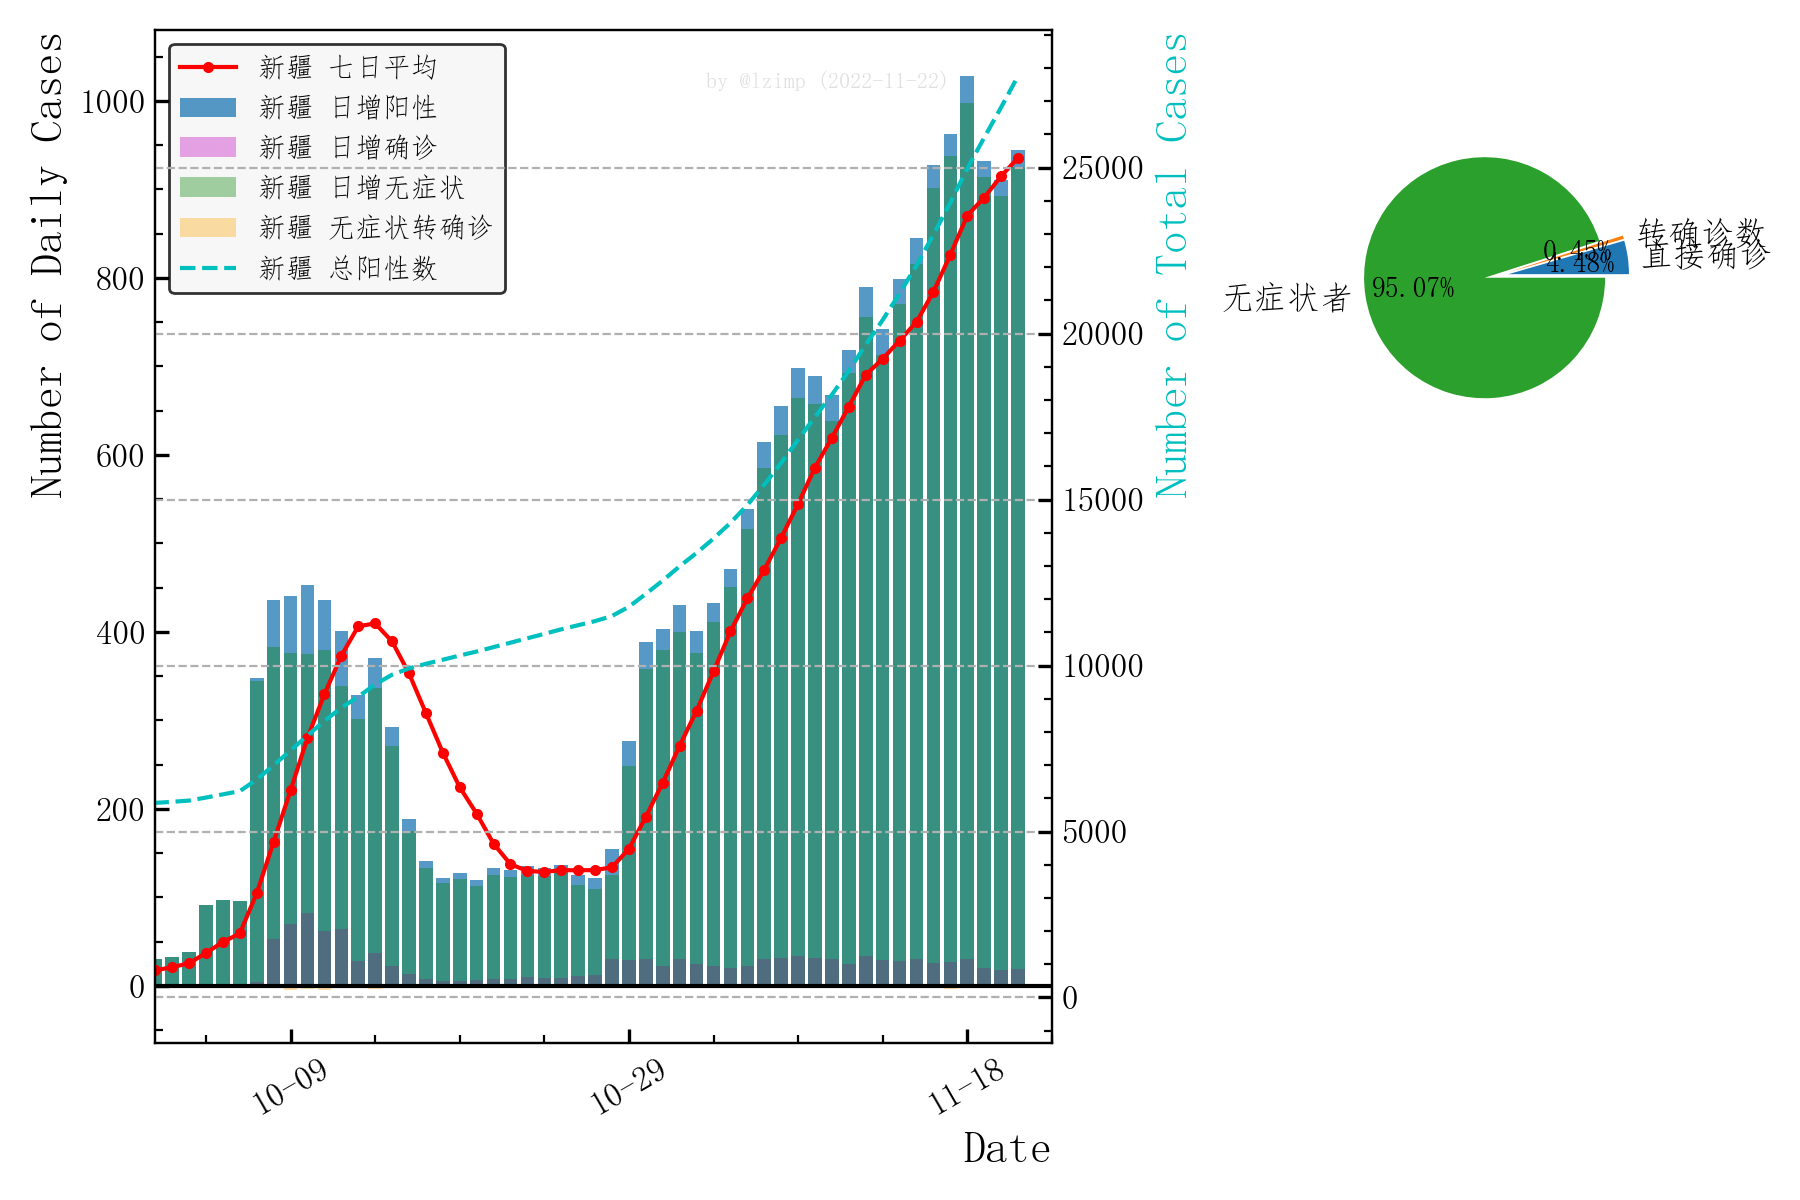 Number of Daily Cases
1000
800
600
400
200
0
新疆 七日平均
新疆 日增阳性
新疆 日增确诊
新疆 日增无症状
新疆 无症状转确诊
新疆 总阳性数
by @lzimp (2022-11-22)
25000
20000
15000
10000
5000
0
Number of Total Cases
10-09
10-29
11-18
Date
转确诊数
0.45%
直接确诊
4.48%
95.07%
无症状者